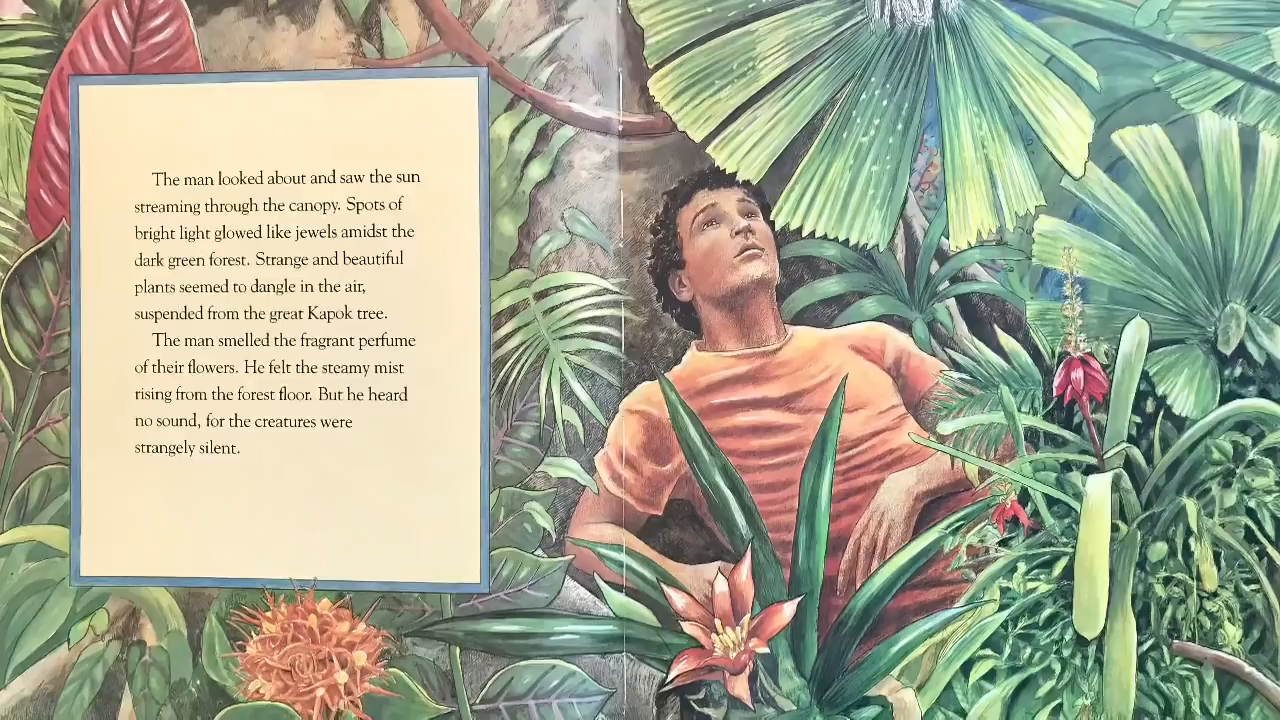 The man looked about and saw the sun
streaming through the canopy. Spots of
bright light glowed like jewels amidst the
dark green forest. Strange and beautiful
plants seemed to dangle in the air,
suspended from the great Kapok tree.
The man smelled the fragrant perfume
of their flowers. He felt the steamy mist
rising from the forest floor. But he heard
no sound, for the creatures were
strangely silent.